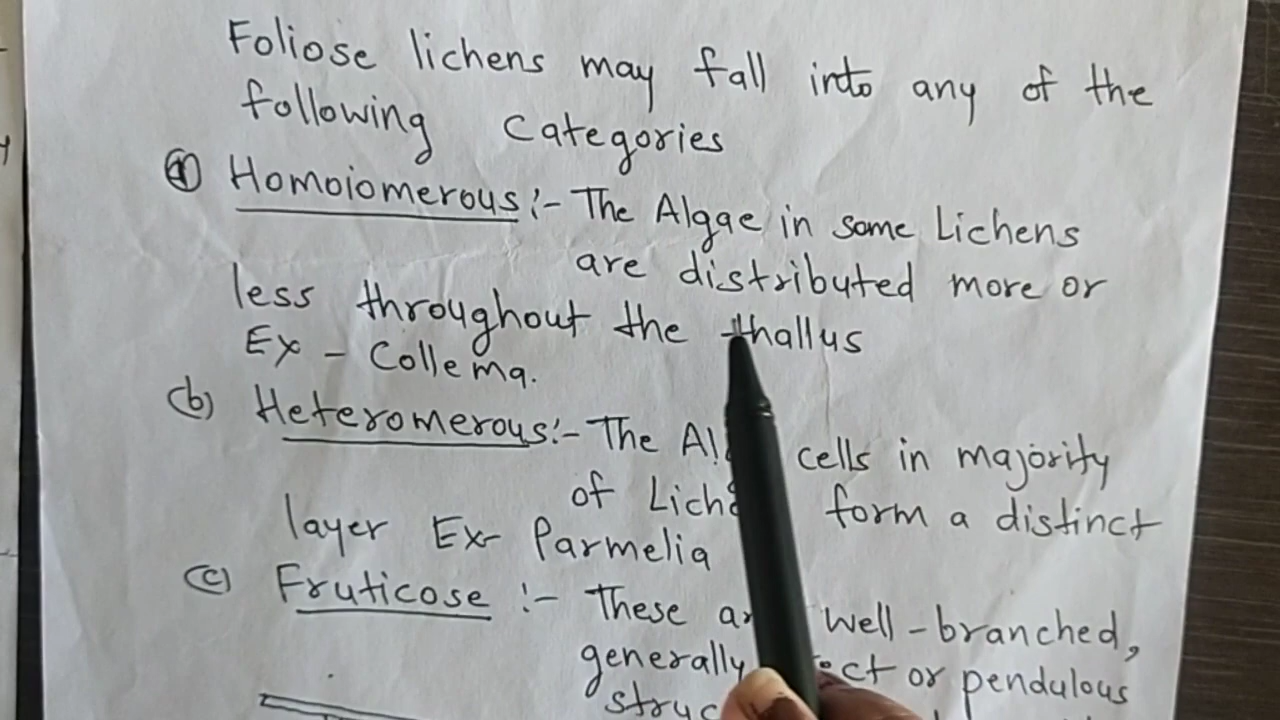 Foliose lichens may fall into any of the
following categories
(a) Homoiomerous :- The Algae in some Lichens
are distributed more or
less throughout the thallus
Ex - Collema.
(b) Heteromerous :- The cells in majority
of form a distinct
layer Ex- Parmelia
(c) Fruticose :- These well-branched,
generally or pendulous